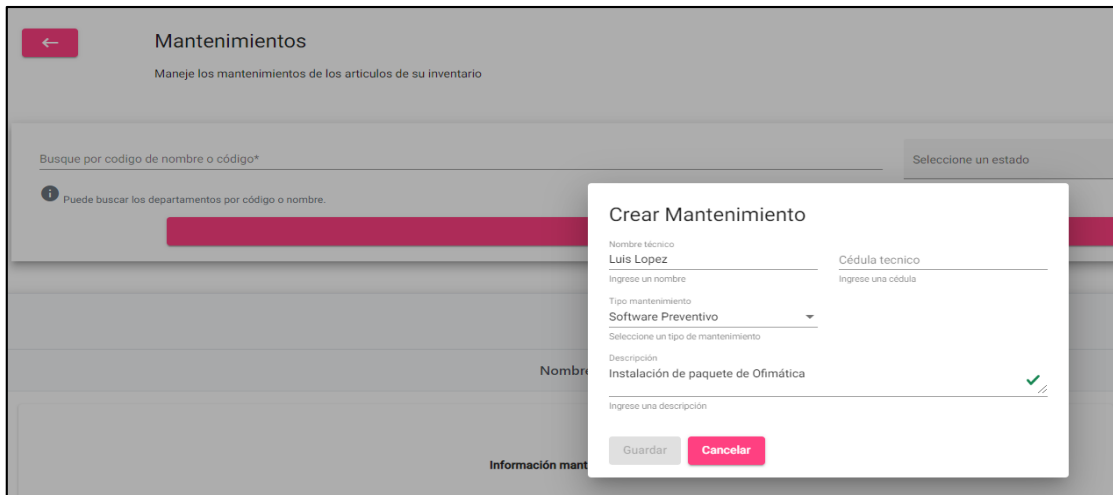 Mantenimientos
Maneje los mantenimientos de los articulos de su inventario
Busque por codigo de nombre o código*
Seleccione un estado
Puede buscar los departamentos por código o nombre.
Crear Mantenimiento
Nombre técnico
Luis Lopez
Cédula tecnico
Ingrese un nombre
Ingrese una cédula
Tipo mantenimiento
Software Preventivo
Seleccione un tipo de mantenimiento
Descripción
Instalación de paquete de Ofimática
Ingrese una descripción
Guardar
Cancelar
Nombre
Información mant